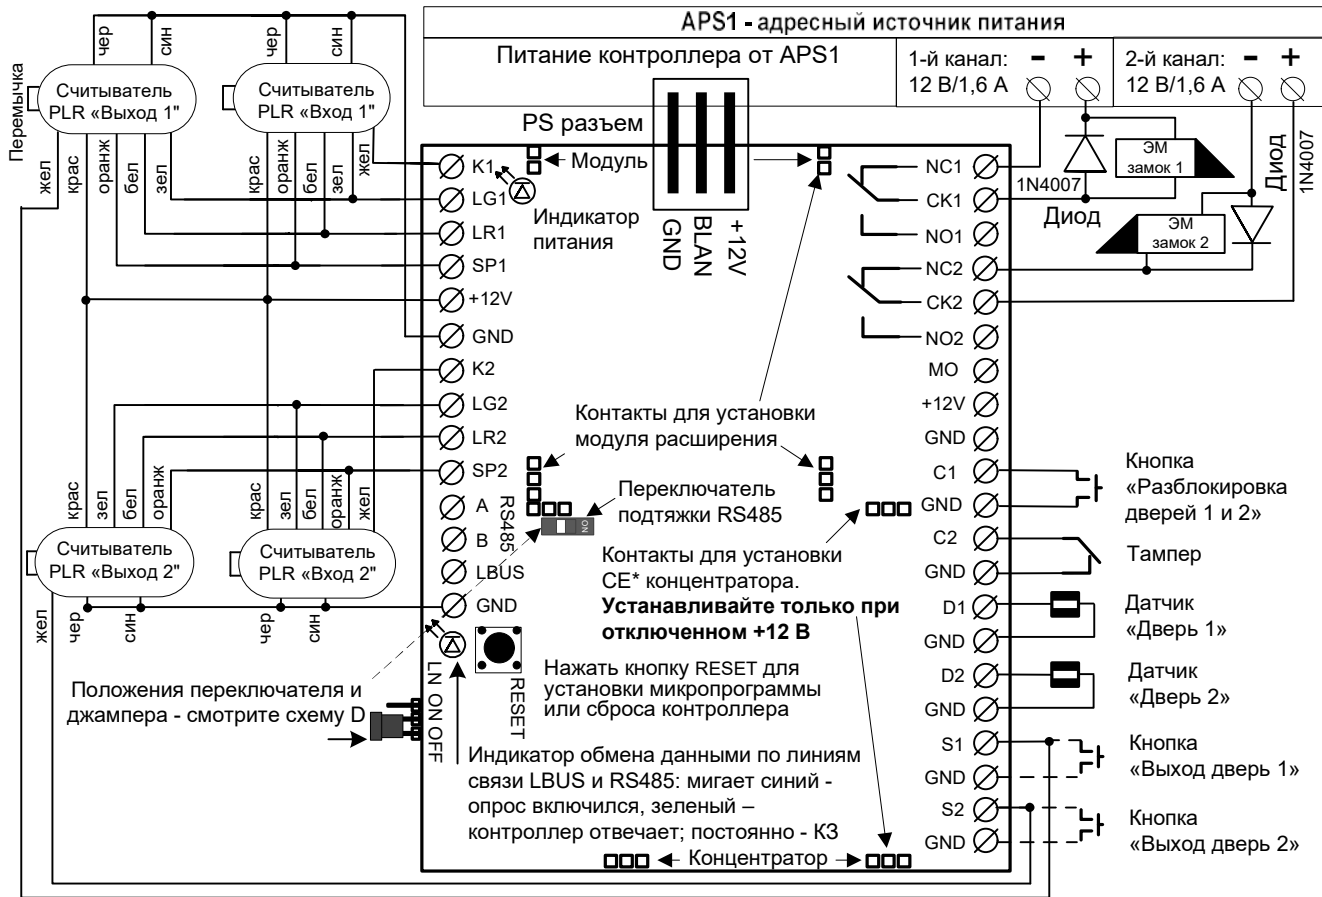 APS1 - адресный источник питания
Питание контроллера от APS1
1-й канал:
12 В/1,6 А
- +
2-й канал:
12 В/1,6 А
- +
Перемычка
чер
син
чер
син
Считыватель
PLR «Выход 1"
Считыватель
PLR «Вход 1"
жел
крас
оранж
бел
зел
крас
оранж
бел
зел
жел
PS разъем
Модуль
GND
BLAN
+12V
Индикатор
питания
K1
LG1
LR1
SP1
+12V
GND
K2
LG2
LR2
SP2
A
B
LBUS
GND
RS485
NC1
CK1
NO1
NC2
CK2
NO2
MO
+12V
GND
C1
GND
C2
GND
D1
GND
D2
GND
S1
GND
S2
GND
1N4007
Диод
ЭМ
замок 1
ЭМ
замок 2
Диод
1N4007
Контакты для установки
модуля расширения
Переключатель
подтяжки RS485
ON
Контакты для установки
CE* концентратора.
Устанавливайте только при
отключенном +12 В
крас
зел
бел
оранж
крас
зел
бел
оранж
жел
Считыватель
PLR «Выход 2"
Считыватель
PLR «Вход 2"
жел
чер
син
чер
син
Положения переключателя и
джампера - смотрите схему D
LN ON OFF
RESET
Нажать кнопку RESET для
установки микропрограммы
или сброса контроллера
Индикатор обмена данными по линиям
связи LBUS и RS485: мигает синий -
опрос включился, зеленый –
контроллер отвечает; постоянно - КЗ
Концентратор
Кнопка
«Разблокировка
дверей 1 и 2»
Тампер
Датчик
«Дверь 1»
Датчик
«Дверь 2»
Кнопка
«Выход дверь 1»
Кнопка
«Выход дверь 2»